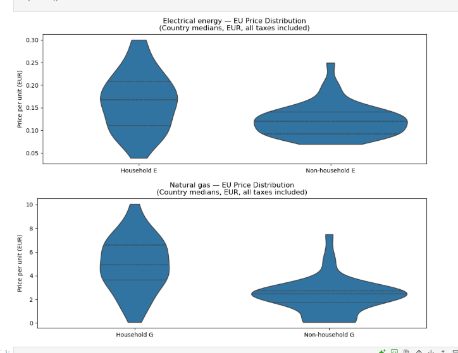 Electrical energy — EU Price Distribution
(Country medians, EUR, all taxes included)
Price per unit (EUR)
0.30
0.25
0.20
0.15
0.10
0.05
Household E
Non-household E
Natural gas — EU Price Distribution
(Country medians, EUR, all taxes included)
Price per unit (EUR)
10
8
6
4
2
0
Household G
Non-household G